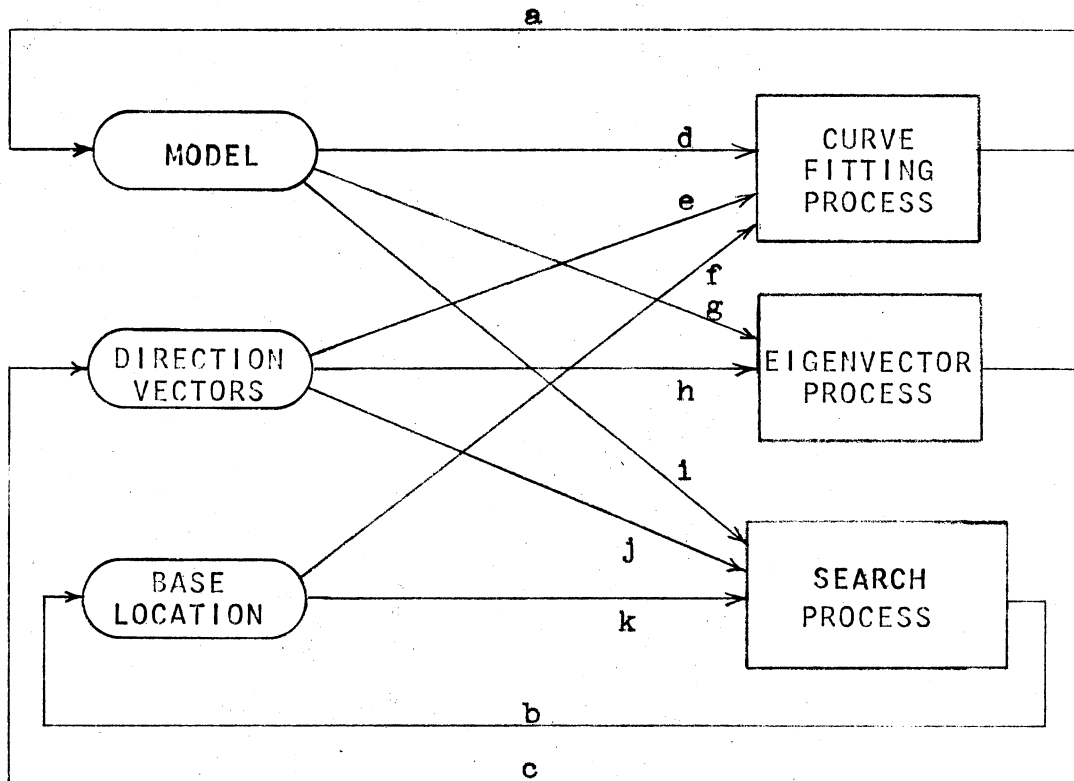 a
MODEL
d
CURVE
FITTING
PROCESS
e
f
g
DIRECTION
VECTORS
h
EIGENVECTOR
PROCESS
i
j
BASE
LOCATION
k
SEARCH
PROCESS
b
c